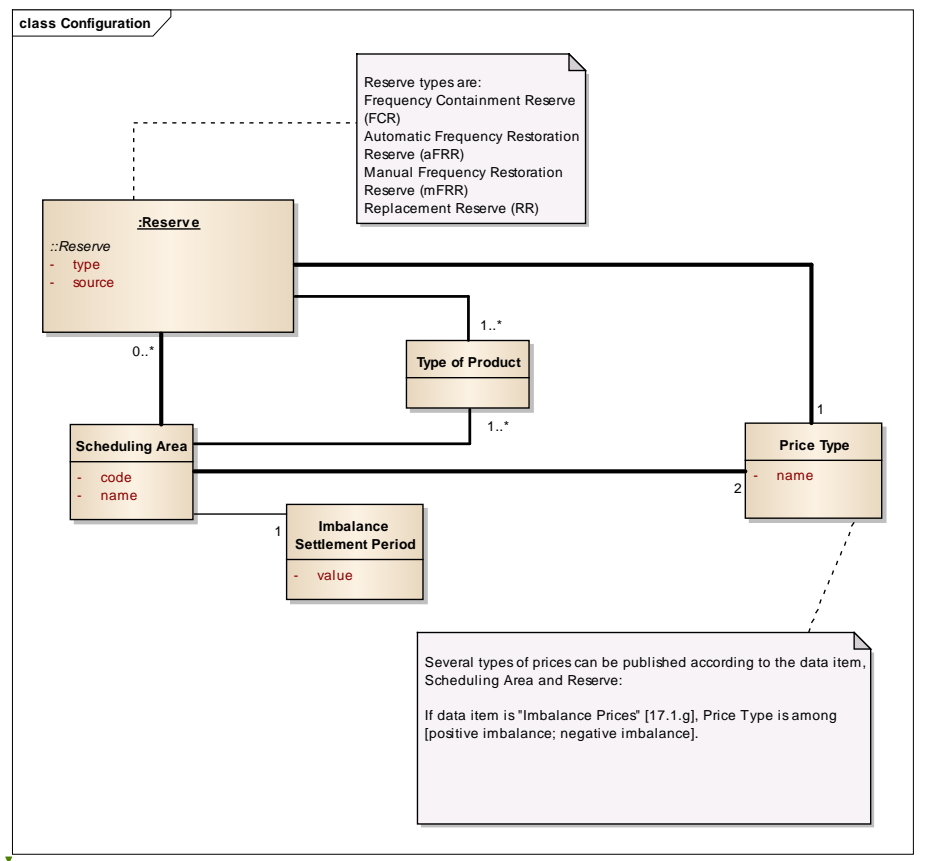 class Configuration
Reserve types are:
Frequency Containment Reserve
(FCR)
Automatic Frequency Restoration
Reserve (aFRR)
Manual Frequency Restoration
Reserve (mFRR)
Replacement Reserve (RR)
:Reserve
::Reserve
- type
- source
1..*
0..*
Type of Product
1..*
1
Scheduling Area
- code
- name
Price Type
- name
2
1
Imbalance
Settlement Period
- value
Several types of prices can be published according to the data item,
Scheduling Area and Reserve:
If data item is "Imbalance Prices" [17.1.g], Price Type is among
[positive imbalance; negative imbalance].